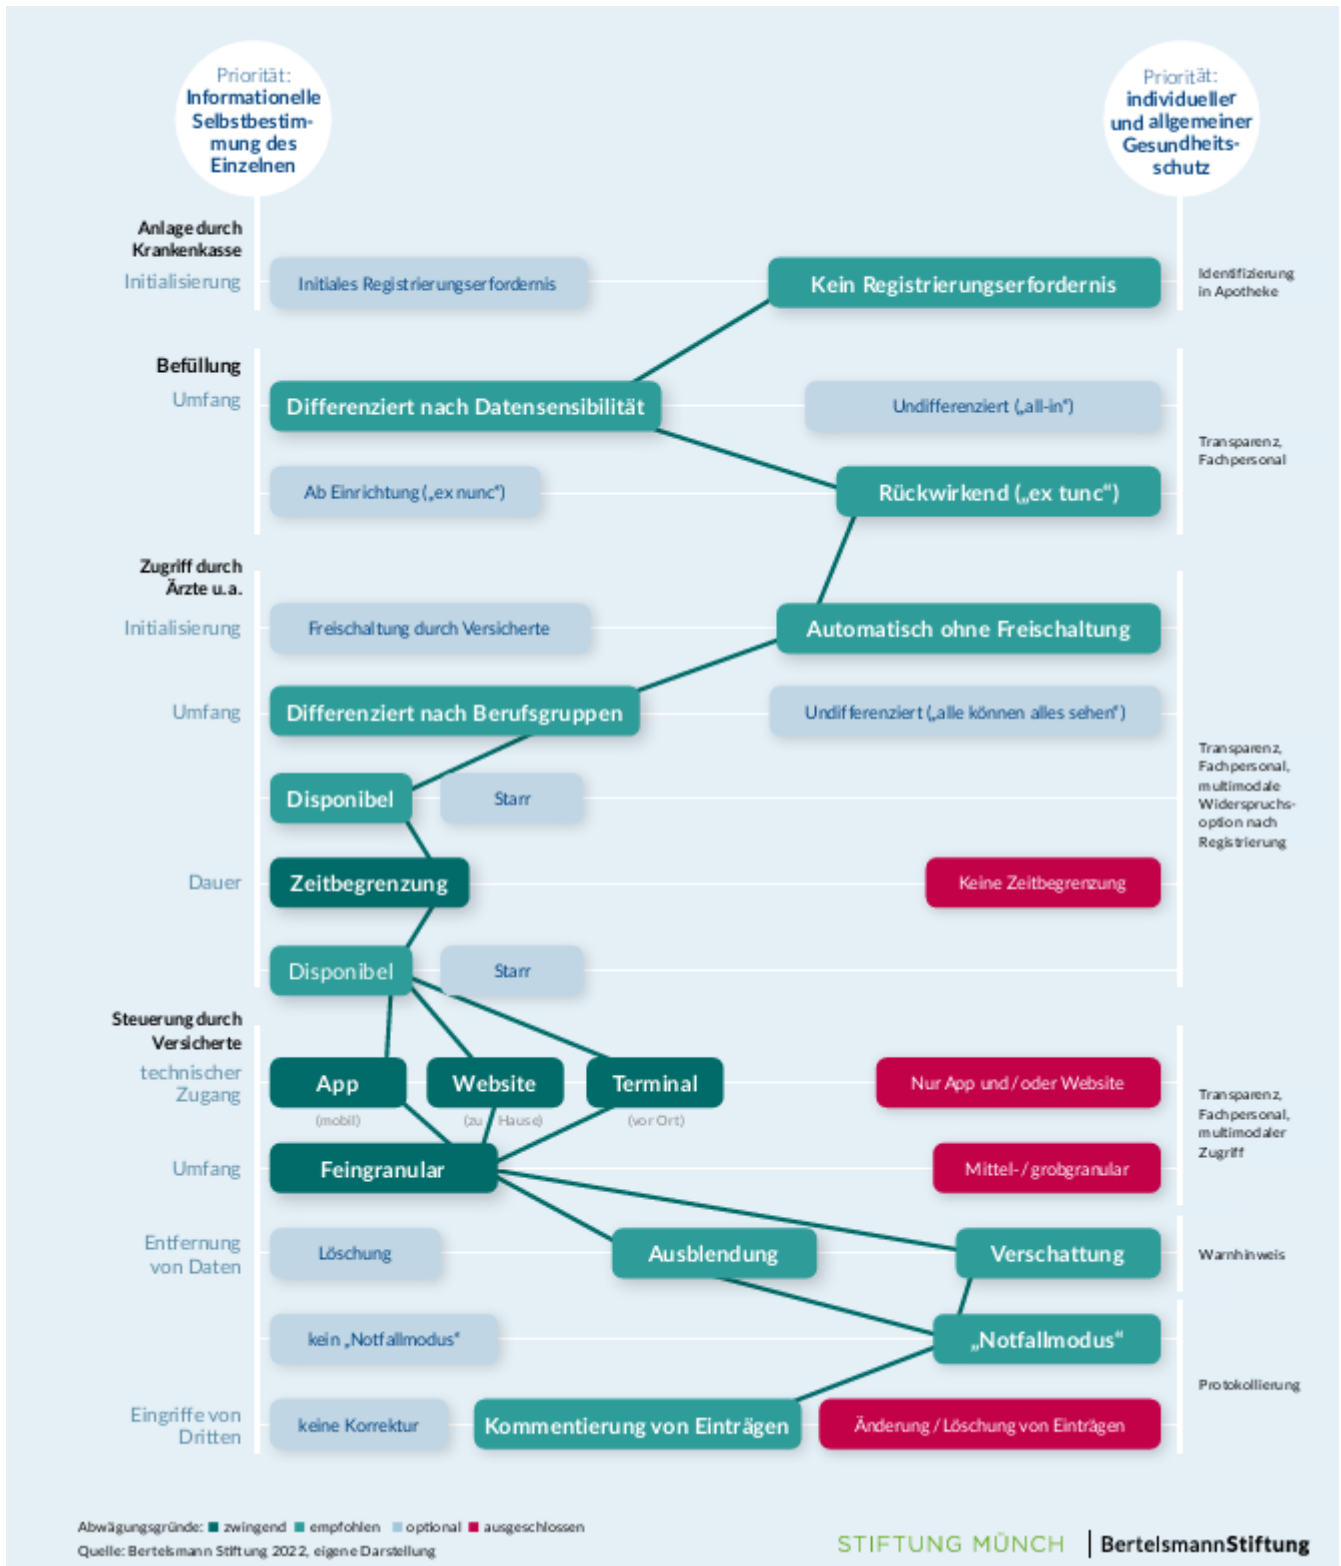 Priorität:
Informationelle
Selbstbestim-
mung des
Einzelnen
Priorität:
individueller
und allgemeiner
Gesundheits-
schutz
Anlage durch
Krankenkasse
Initialisierung
Initiales Registrierungserfordernis
Kein Registrierungserfordernis
Identifizierung
in Apotheke
Befüllung
Umfang
Differenziert nach Datensensibilität
Undifferenziert („all-in“)
Transparenz,
Fachpersonal
Ab Einrichtung („ex nunc“)
Rückwirkend („ex tunc“)
Zugriff durch
Ärzte u. a.
Initialisierung
Freischaltung durch Versicherte
Automatisch ohne Freischaltung
Umfang
Differenziert nach Berufsgruppen
Undifferenziert („alle können alles sehen“)
Transparenz,
Fachpersonal,
multimodale
Widerspruchs-
option nach
Registrierung
Disponibel
Starr
Dauer
Zeitbegrenzung
Keine Zeitbegrenzung
Disponibel
Starr
Steuerung durch
Versicherte
technischer
Zugang
App
(mobil)
Website
(zu Hause)
Terminal
(vor Ort)
Nur App und / oder Website
Transparenz,
Fachpersonal,
multimodaler
Zugriff
Umfang
Feingranular
Mittel- / grobgranular
Entfernung
von Daten
Löschung
Ausblendung
Verschattung
Warnhinweis
kein „Notfallmodus“
„Notfallmodus“
Protokollierung
Eingriffe von
Dritten
keine Korrektur
Kommentierung von Einträgen
Änderung / Löschung von Einträgen
Abwägungsgründe: zwingend empfohlen optional ausgeschlossen
Quelle: Bertelsmann Stiftung 2022, eigene Darstellung
STIFTUNG MÜNCH
BertelsmannStiftung